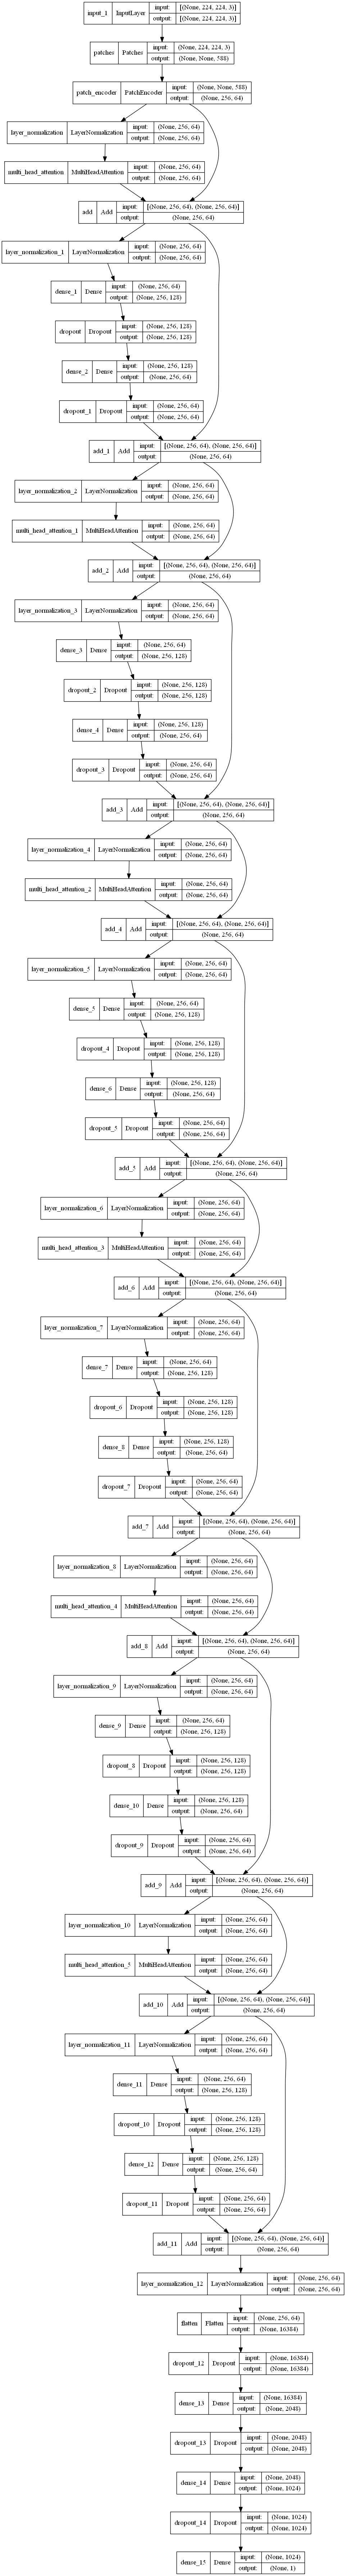 input_1 InputLayer input: [(None, 224, 224, 3)]
output: [(None, 224, 224, 3)]
patches Patches input: (None, 224, 224, 3)
output: (None, None, 588)
patch_encoder PatchEncoder input: (None, None, 588)
output: (None, 256, 64)
layer_normalization LayerNormalization input: (None, 256, 64)
output: (None, 256, 64)
multi_head_attention MultiHeadAttention input: (None, 256, 64)
output: (None, 256, 64)
add Add input: [(None, 256, 64), (None, 256, 64)]
output: (None, 256, 64)
layer_normalization_1 LayerNormalization input: (None, 256, 64)
output: (None, 256, 64)
dense_1 Dense input: (None, 256, 64)
output: (None, 256, 128)
dropout Dropout input: (None, 256, 128)
output: (None, 256, 128)
dense_2 Dense input: (None, 256, 128)
output: (None, 256, 64)
dropout_1 Dropout input: (None, 256, 64)
output: (None, 256, 64)
add_1 Add input: [(None, 256, 64), (None, 256, 64)]
output: (None, 256, 64)
layer_normalization_2 LayerNormalization input: (None, 256, 64)
output: (None, 256, 64)
multi_head_attention_1 MultiHeadAttention input: (None, 256, 64)
output: (None, 256, 64)
add_2 Add input: [(None, 256, 64), (None, 256, 64)]
output: (None, 256, 64)
layer_normalization_3 LayerNormalization input: (None, 256, 64)
output: (None, 256, 64)
dense_3 Dense input: (None, 256, 64)
output: (None, 256, 128)
dropout_2 Dropout input: (None, 256, 128)
output: (None, 256, 128)
dense_4 Dense input: (None, 256, 128)
output: (None, 256, 64)
dropout_3 Dropout input: (None, 256, 64)
output: (None, 256, 64)
add_3 Add input: [(None, 256, 64), (None, 256, 64)]
output: (None, 256, 64)
layer_normalization_4 LayerNormalization input: (None, 256, 64)
output: (None, 256, 64)
multi_head_attention_2 MultiHeadAttention input: (None, 256, 64)
output: (None, 256, 64)
add_4 Add input: [(None, 256, 64), (None, 256, 64)]
output: (None, 256, 64)
layer_normalization_5 LayerNormalization input: (None, 256, 64)
output: (None, 256, 64)
dense_5 Dense input: (None, 256, 64)
output: (None, 256, 128)
dropout_4 Dropout input: (None, 256, 128)
output: (None, 256, 128)
dense_6 Dense input: (None, 256, 128)
output: (None, 256, 64)
dropout_5 Dropout input: (None, 256, 64)
output: (None, 256, 64)
add_5 Add input: [(None, 256, 64), (None, 256, 64)]
output: (None, 256, 64)
layer_normalization_6 LayerNormalization input: (None, 256, 64)
output: (None, 256, 64)
multi_head_attention_3 MultiHeadAttention input: (None, 256, 64)
output: (None, 256, 64)
add_6 Add input: [(None, 256, 64), (None, 256, 64)]
output: (None, 256, 64)
layer_normalization_7 LayerNormalization input: (None, 256, 64)
output: (None, 256, 64)
dense_7 Dense input: (None, 256, 64)
output: (None, 256, 128)
dropout_6 Dropout input: (None, 256, 128)
output: (None, 256, 128)
dense_8 Dense input: (None, 256, 128)
output: (None, 256, 64)
dropout_7 Dropout input: (None, 256, 64)
output: (None, 256, 64)
add_7 Add input: [(None, 256, 64), (None, 256, 64)]
output: (None, 256, 64)
layer_normalization_8 LayerNormalization input: (None, 256, 64)
output: (None, 256, 64)
multi_head_attention_4 MultiHeadAttention input: (None, 256, 64)
output: (None, 256, 64)
add_8 Add input: [(None, 256, 64), (None, 256, 64)]
output: (None, 256, 64)
layer_normalization_9 LayerNormalization input: (None, 256, 64)
output: (None, 256, 64)
dense_9 Dense input: (None, 256, 64)
output: (None, 256, 128)
dropout_8 Dropout input: (None, 256, 128)
output: (None, 256, 128)
dense_10 Dense input: (None, 256, 128)
output: (None, 256, 64)
dropout_9 Dropout input: (None, 256, 64)
output: (None, 256, 64)
add_9 Add input: [(None, 256, 64), (None, 256, 64)]
output: (None, 256, 64)
layer_normalization_10 LayerNormalization input: (None, 256, 64)
output: (None, 256, 64)
multi_head_attention_5 MultiHeadAttention input: (None, 256, 64)
output: (None, 256, 64)
add_10 Add input: [(None, 256, 64), (None, 256, 64)]
output: (None, 256, 64)
layer_normalization_11 LayerNormalization input: (None, 256, 64)
output: (None, 256, 64)
dense_11 Dense input: (None, 256, 64)
output: (None, 256, 128)
dropout_10 Dropout input: (None, 256, 128)
output: (None, 256, 128)
dense_12 Dense input: (None, 256, 128)
output: (None, 256, 64)
dropout_11 Dropout input: (None, 256, 64)
output: (None, 256, 64)
add_11 Add input: [(None, 256, 64), (None, 256, 64)]
output: (None, 256, 64)
layer_normalization_12 LayerNormalization input: (None, 256, 64)
output: (None, 256, 64)
flatten Flatten input: (None, 256, 64)
output: (None, 16384)
dropout_12 Dropout input: (None, 16384)
output: (None, 16384)
dense_13 Dense input: (None, 16384)
output: (None, 2048)
dropout_13 Dropout input: (None, 2048)
output: (None, 2048)
dense_14 Dense input: (None, 2048)
output: (None, 1024)
dropout_14 Dropout input: (None, 1024)
output: (None, 1024)
dense_15 Dense input: (None, 1024)
output: (None, 1)